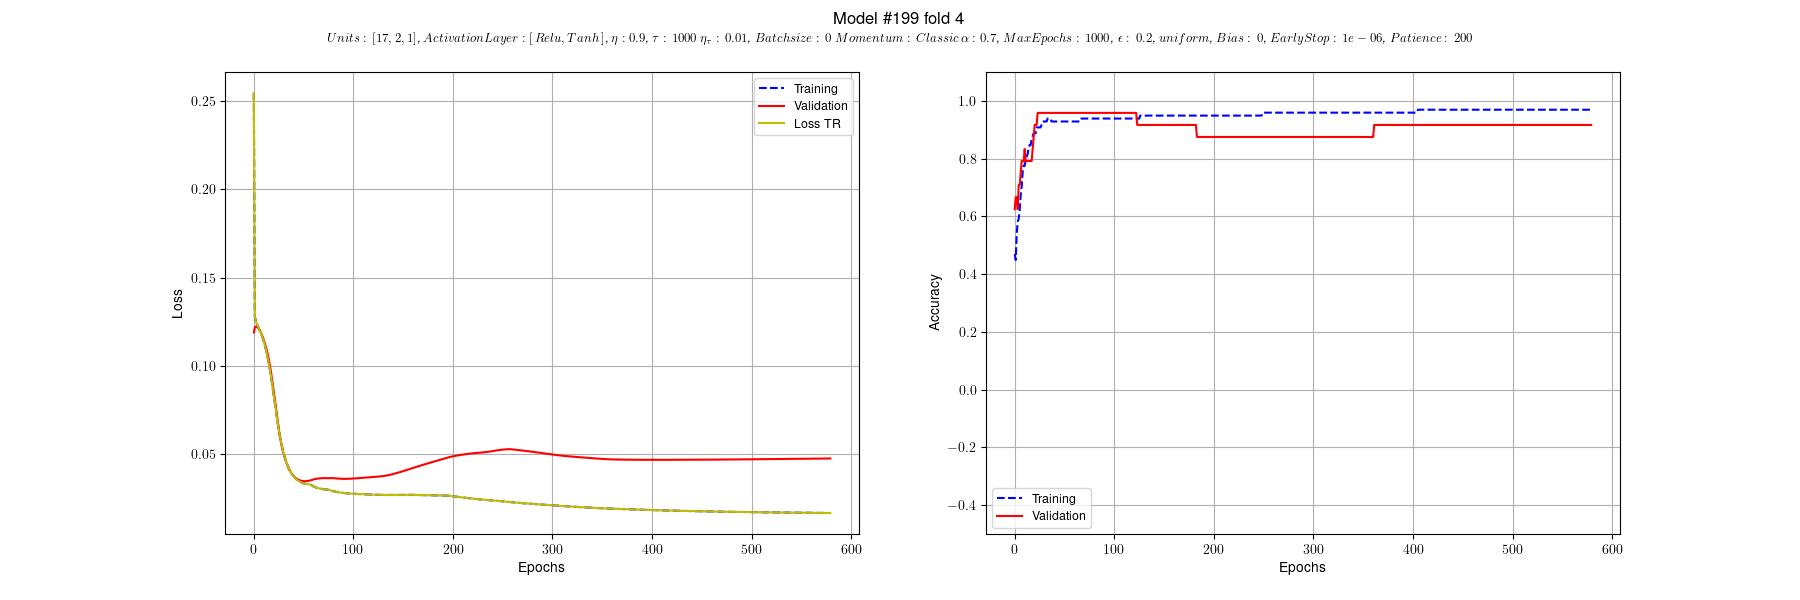 Model #199 fold 4
Units : [17, 2, 1], ActivationLayer : [ Relu, Tanh ], η : 0.9, τ : 1000 ητ : 0.01, Batchsize : 0 Momentum : Classic α : 0.7, MaxEpochs : 1000, ϵ : 0.2, uniform, Bias : 0, EarlyStop : 1e − 06, Patience : 200
Loss
0.25
0.20
0.15
0.10
0.05
Training
Validation
Loss TR
0 100 200 300 400 500 600
Epochs
Accuracy
1.0
0.8
0.6
0.4
0.2
0.0
−0.2
−0.4
Training
Validation
0 100 200 300 400 500 600
Epochs